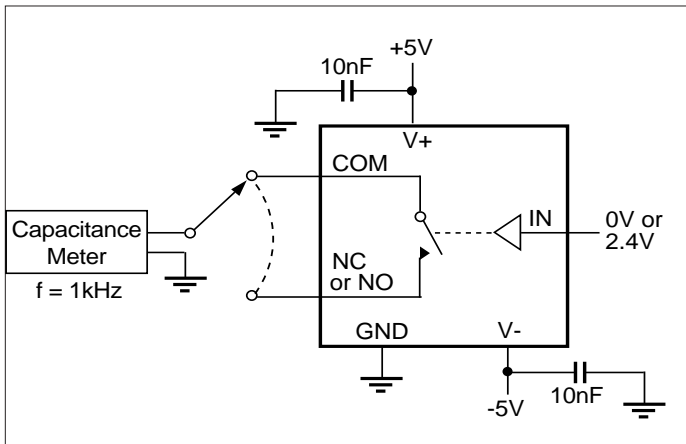 +5V
10nF
V+
COM
IN
0V or
2.4V
Capacitance
Meter
f = 1kHz
NC
or NO
GND
V-
-5V
10nF